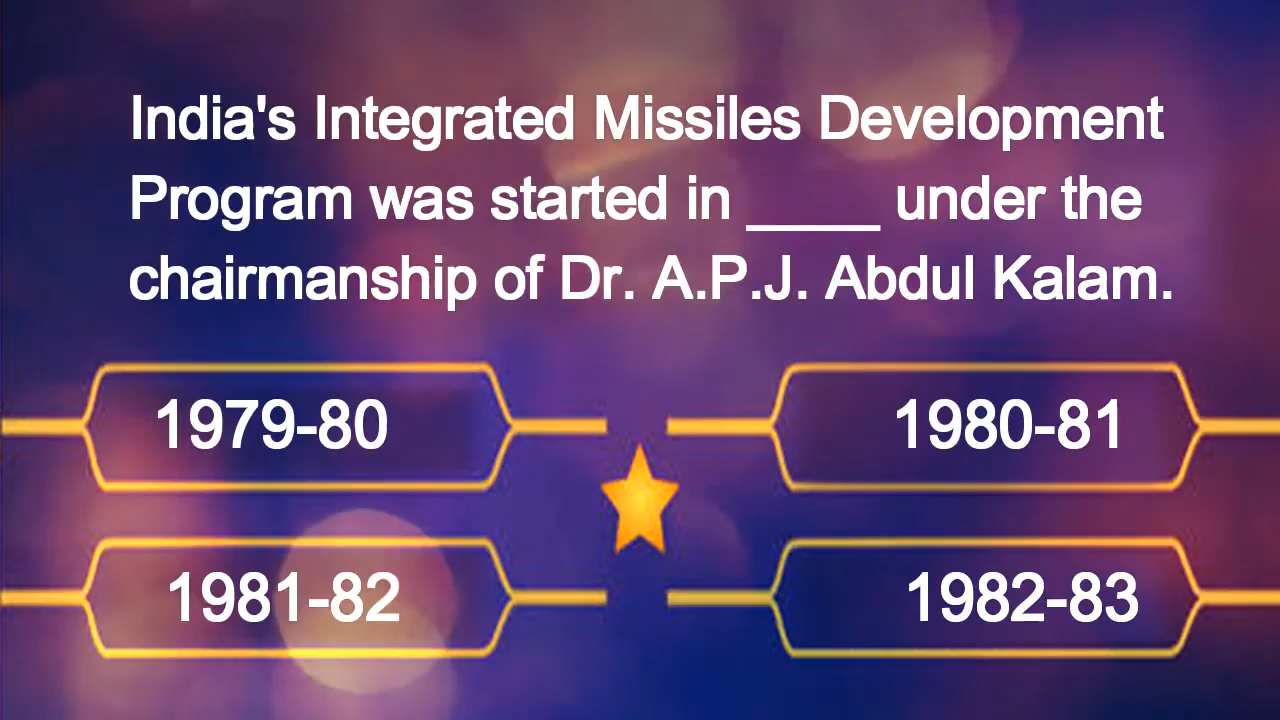 India's Integrated Missiles Development
Program was started in _____ under the
chairmanship of Dr. A.P.J. Abdul Kalam.
1979-80
1980-81
1981-82
1982-83